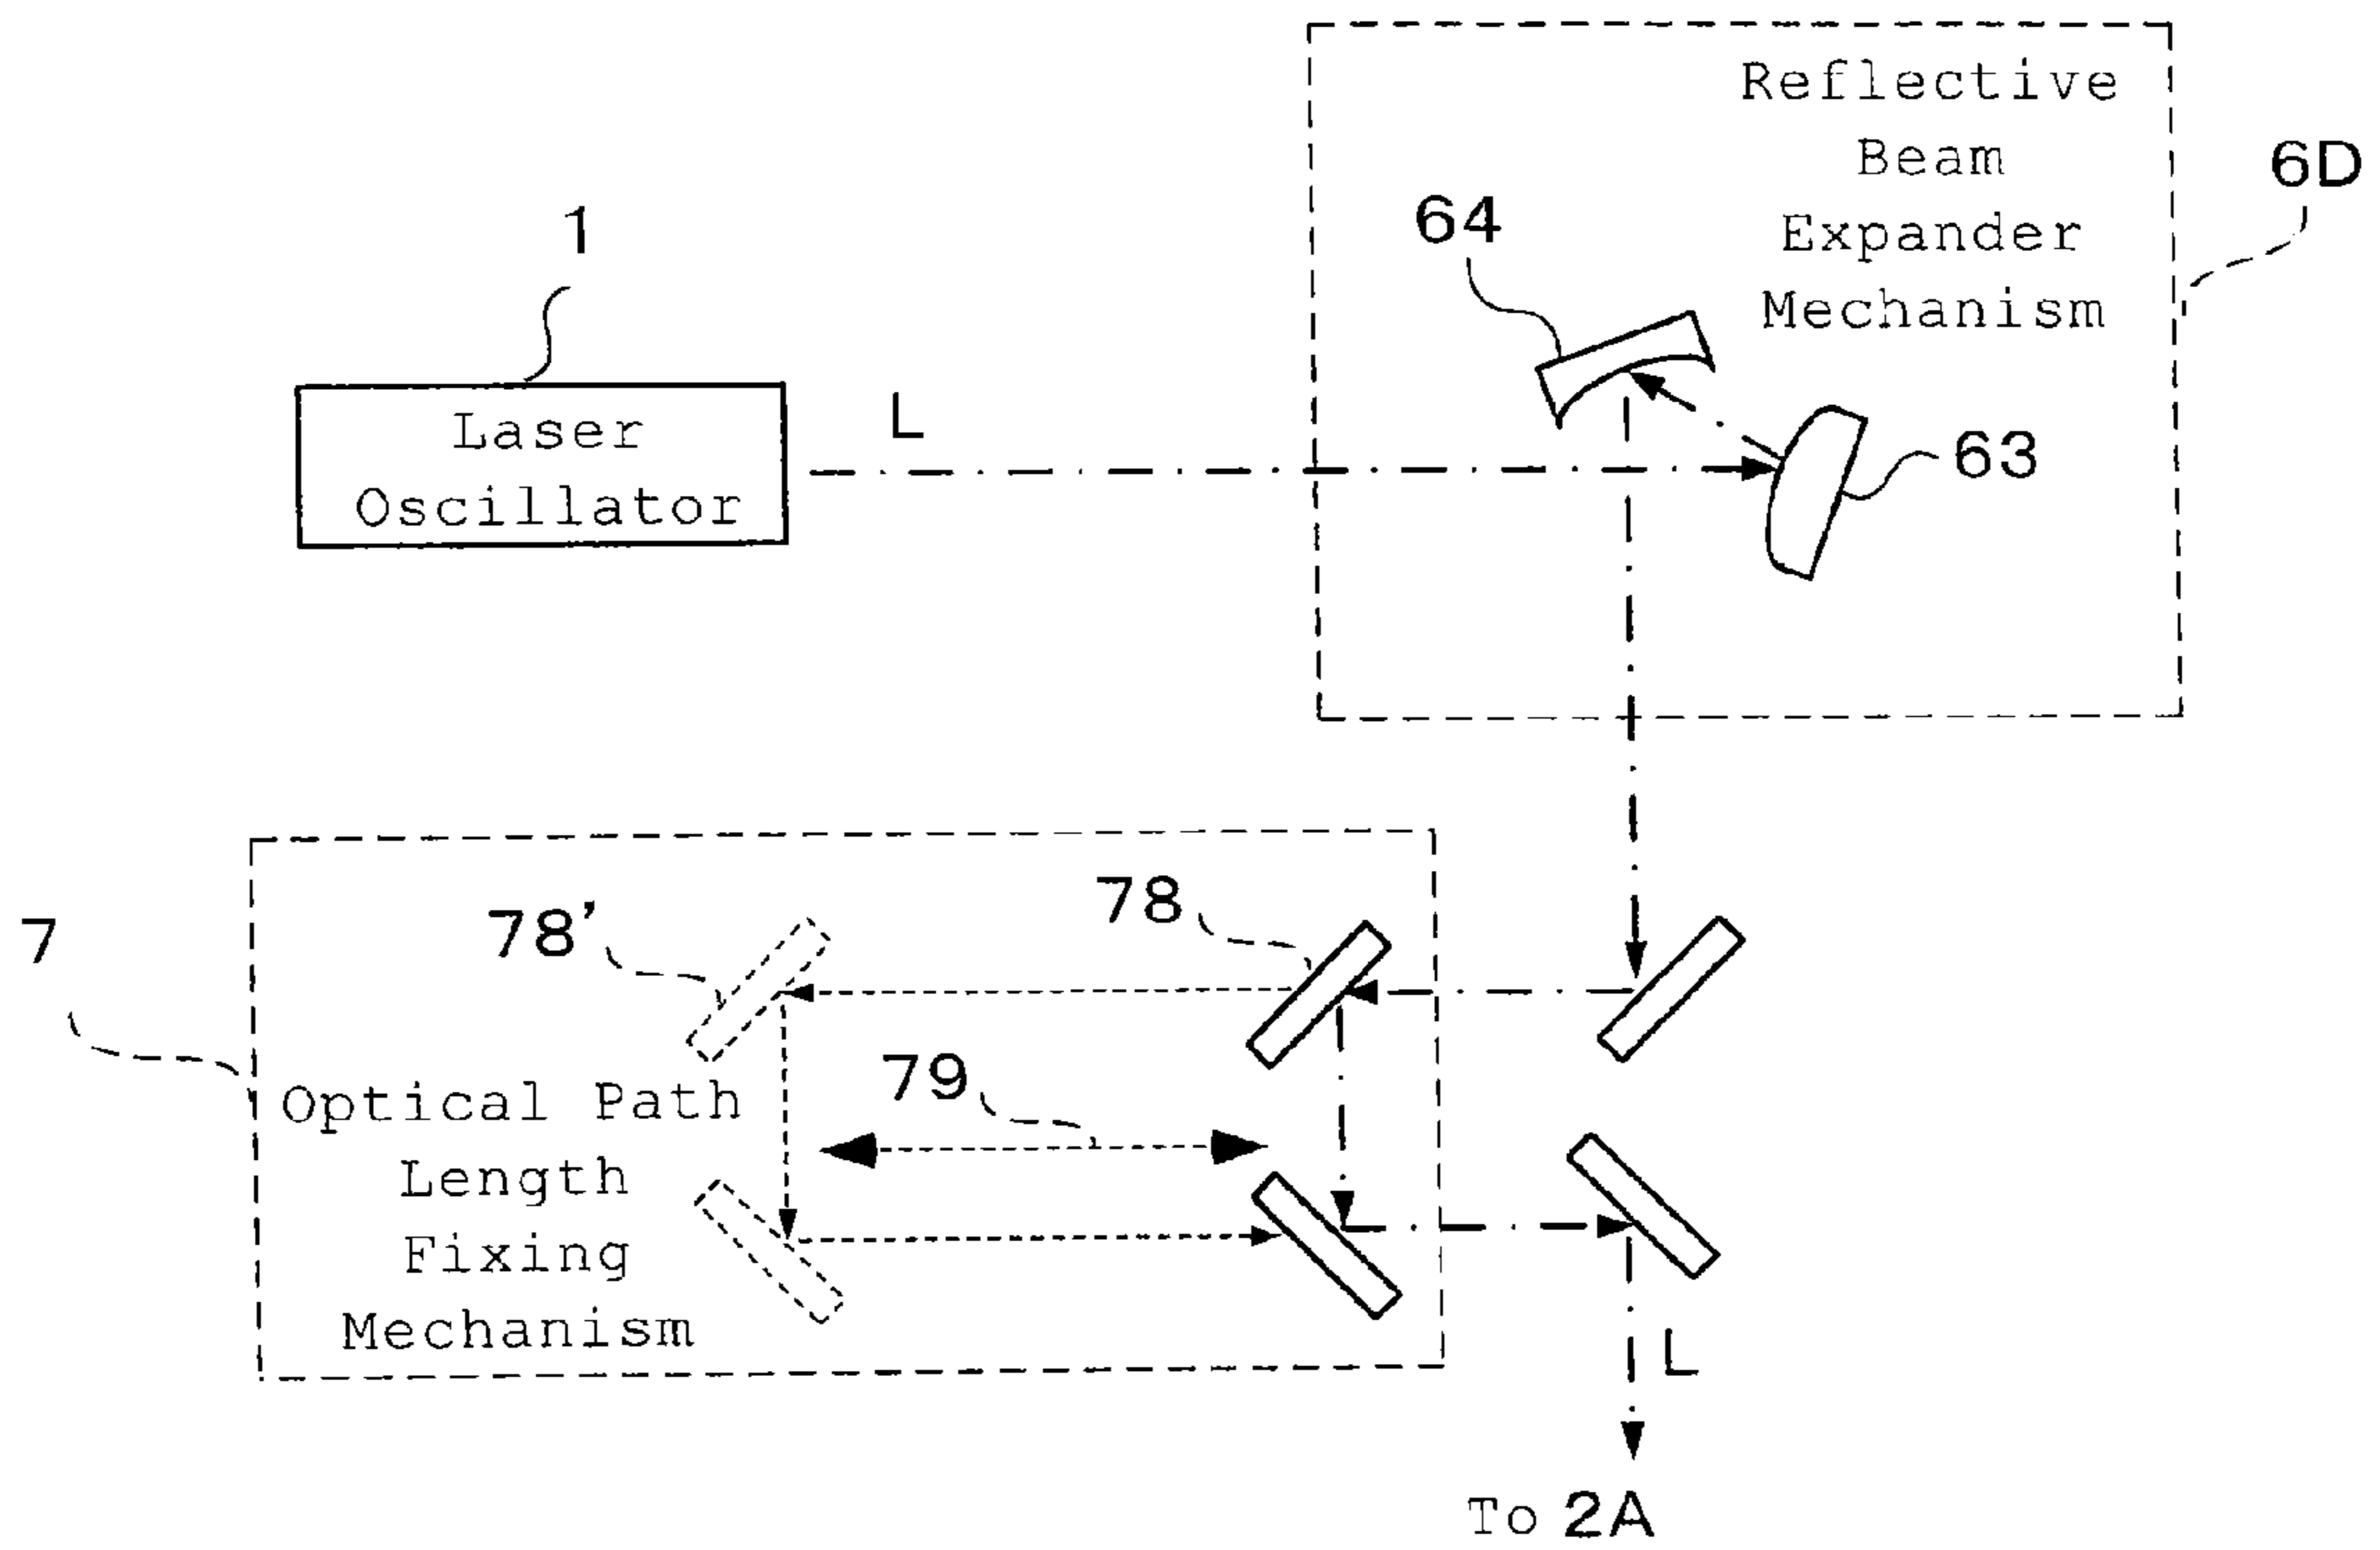 Reflective
Beam
Expander
Mechanism
6D
64
63
1
Laser
Oscillator
L
7
78'
78
79
Optical Path
Length
Fixing
Mechanism
L
To 2A